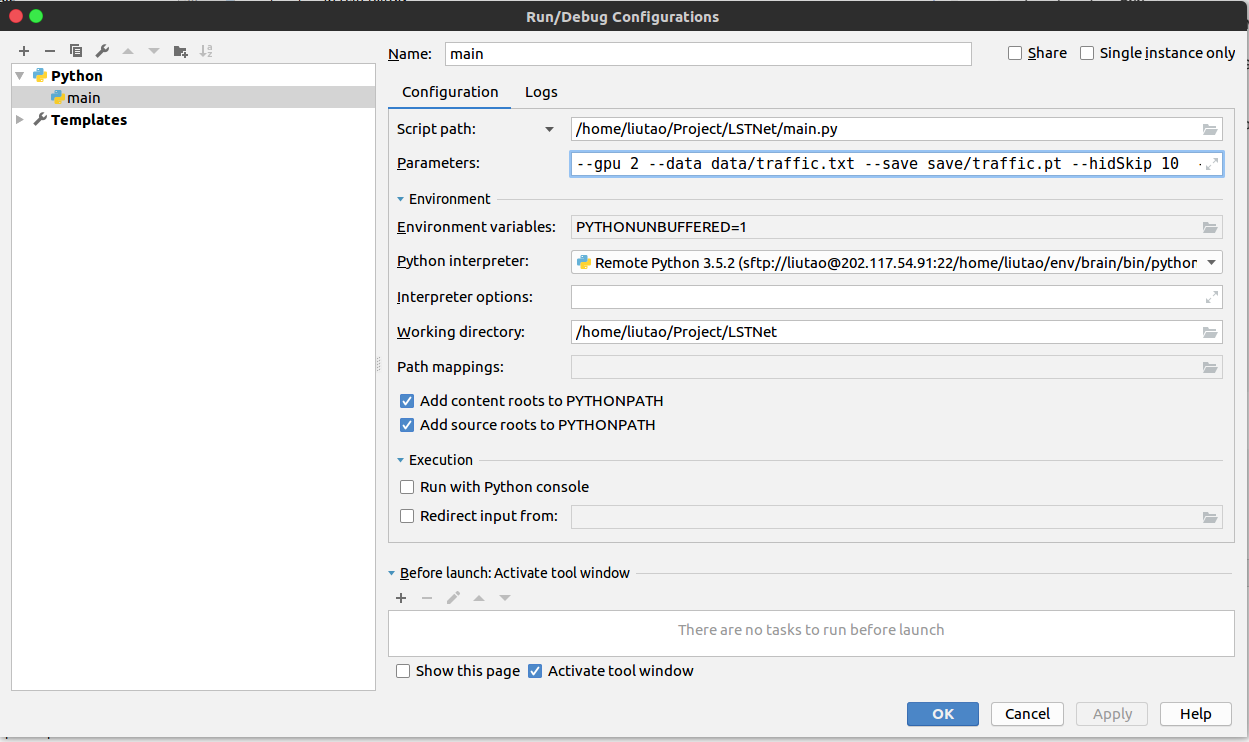 Run/Debug Configurations
Name: main
Share
Single instance only
Python
main
Templates
Configuration Logs
Script path: /home/liutao/Project/LSTNet/main.py
Parameters: --gpu 2 --data data/traffic.txt --save save/traffic.pt --hidSkip 10
Environment
Environment variables: PYTHONUNBUFFERED=1
Python interpreter: Remote Python 3.5.2 (sftp://liutao@202.117.54.91:22/home/liutao/env/brain/bin/python
Interpreter options:
Working directory: /home/liutao/Project/LSTNet
Path mappings:
Add content roots to PYTHONPATH
Add source roots to PYTHONPATH
Execution
Run with Python console
Redirect input from:
Before launch: Activate tool window
There are no tasks to run before launch
Show this page Activate tool window
OK Cancel Apply Help